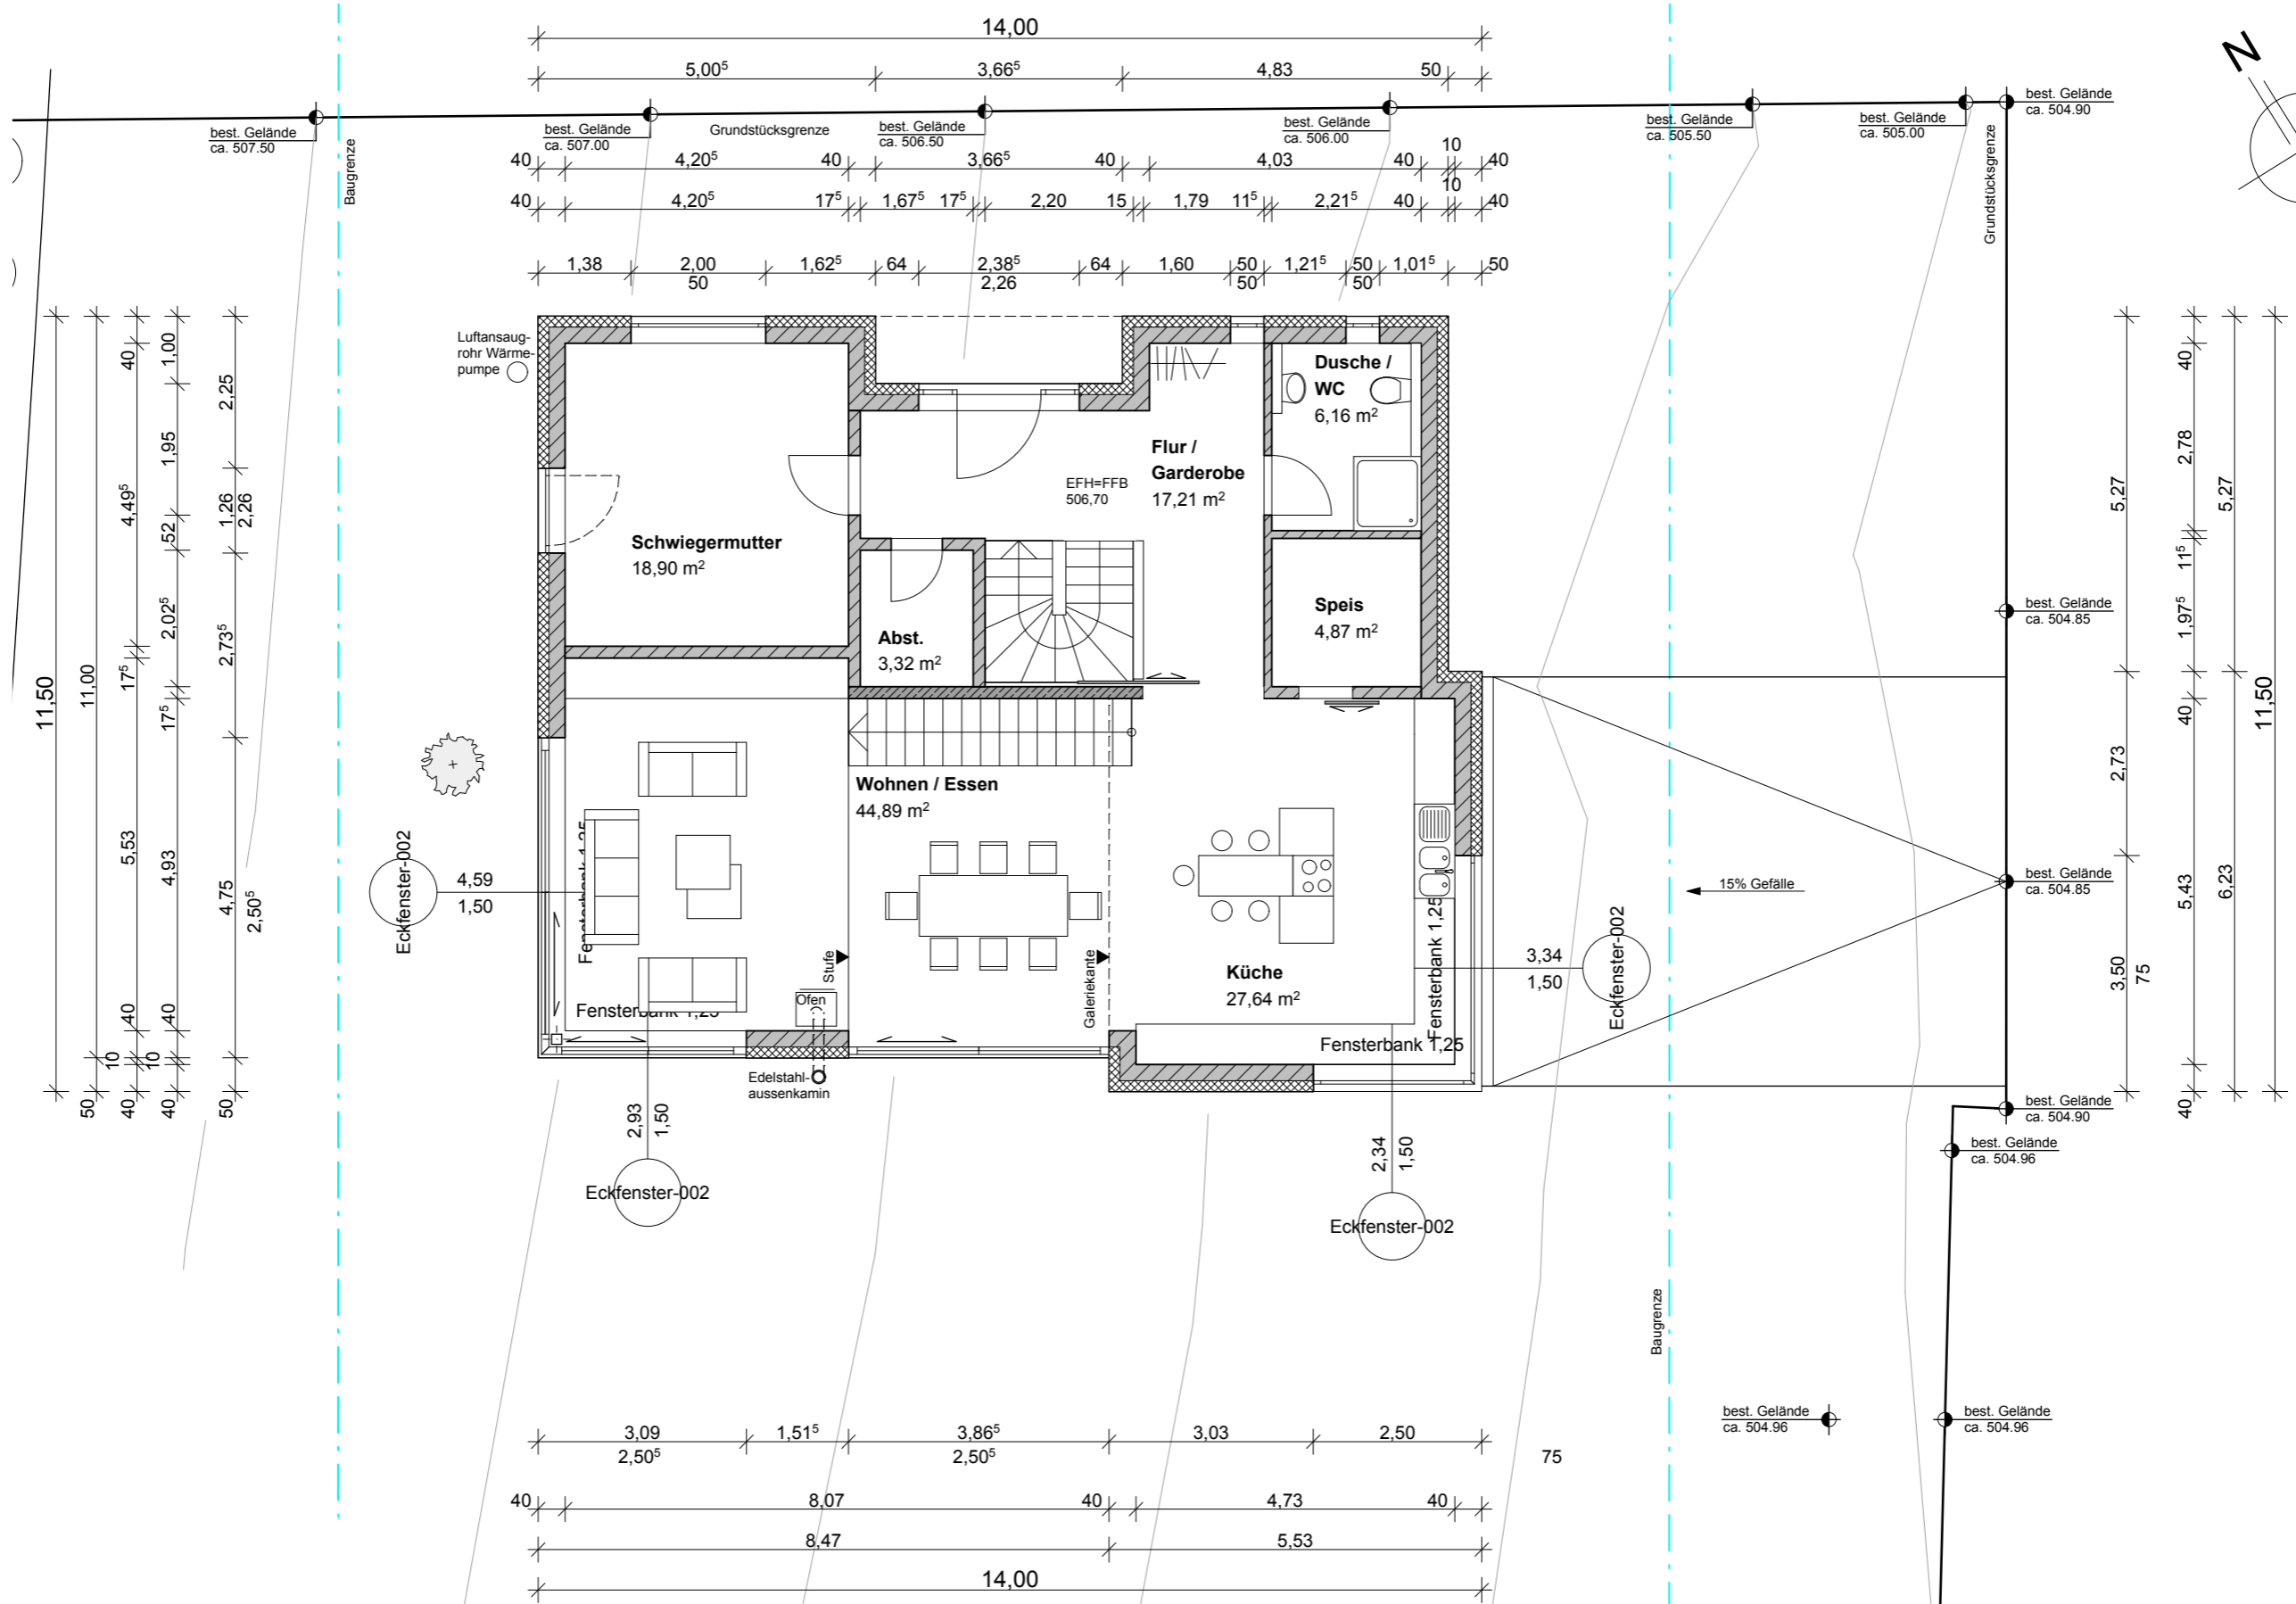 14,00
5,00⁵ 3,66⁵ 4,83 50
N
best. Gelände
ca. 507.50
Baugrenze
best. Gelände
ca. 507.00
Grundstücksgrenze
best. Gelände
ca. 506.50
best. Gelände
ca. 506.00
best. Gelände
ca. 505.50
best. Gelände
ca. 505.00
best. Gelände
ca. 504.90
Grundstücksgrenze
40 4,20⁵ 40 3,66⁵ 40 4,03 40 10 40
40 4,20⁵ 17⁵ 1,67⁵ 17⁵ 2,20 15 1,79 11⁵ 2,21⁵ 40 10 40
1,38 2,00 1,62⁵ 64 2,38⁵ 64 1,60 50 1,21⁵ 50 1,01⁵ 50
50 2,26 50 50
11,50
11,00
50
40
4,49⁵
17⁵
5,53
40
10
40
1,00
1,95
52
2,02⁵
17⁵
4,93
40
10
40
2,25
1,26
2,26
2,73⁵
4,75
2,50⁵
50
Luftansaug-
rohr Wärme-
pumpe
Schwiegermutter
18,90 m²
Abst.
3,32 m²
EFH=FFB
506,70
Flur /
Garderobe
17,21 m²
Dusche /
WC
6,16 m²
Speis
4,87 m²
Wohnen / Essen
44,89 m²
Küche
27,64 m²
Fensterbank 1,25
Fensterbank 1,25
Stufe
Ofen
Galeriekante
Fensterbank 1,25
Fensterbank 1,25
Edelstahl-
aussenkamin
Eckfenster-002
4,59
1,50
Eckfenster-002
2,93
1,50
Eckfenster-002
2,34
1,50
Eckfenster-002
3,34
1,50
15% Gefälle
best. Gelände
ca. 504.85
best. Gelände
ca. 504.85
best. Gelände
ca. 504.90
best. Gelände
ca. 504.96
best. Gelände
ca. 504.96
best. Gelände
ca. 504.96
Baugrenze
5,27
2,73
3,50
75
40
2,78
11⁵
1,97⁵
40
5,43
40
5,27
6,23
11,50
3,09 1,51⁵ 3,86⁵ 3,03 2,50
2,50⁵ 2,50⁵ 75
40 8,07 40 4,73 40
8,47 5,53
14,00